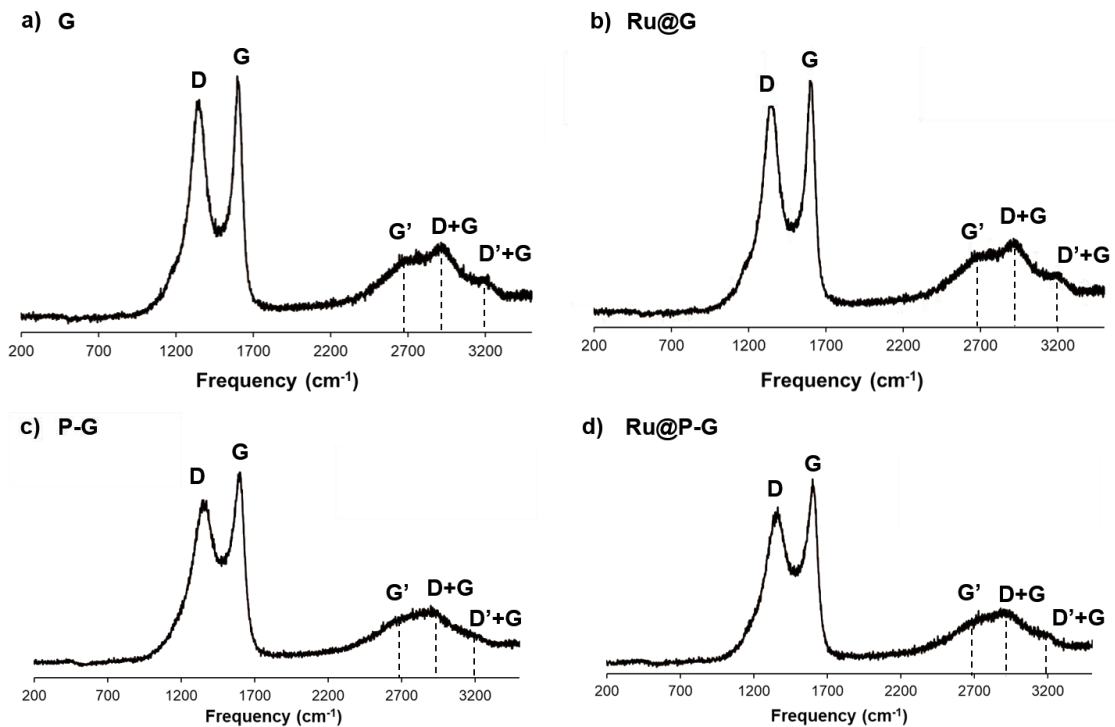 a) G
D
G
G’
D+G
D’+G
200 700 1200 1700 2200 2700 3200
Frequency (cm-1)
b) Ru@G
D
G
G’
D+G
D’+G
200 700 1200 1700 2200 2700 3200
Frequency (cm-1)
c) P-G
D
G
G’
D+G
D’+G
200 700 1200 1700 2200 2700 3200
Frequency (cm-1)
d) Ru@P-G
D
G
G’
D+G
D’+G
200 700 1200 1700 2200 2700 3200
Frequency (cm-1)